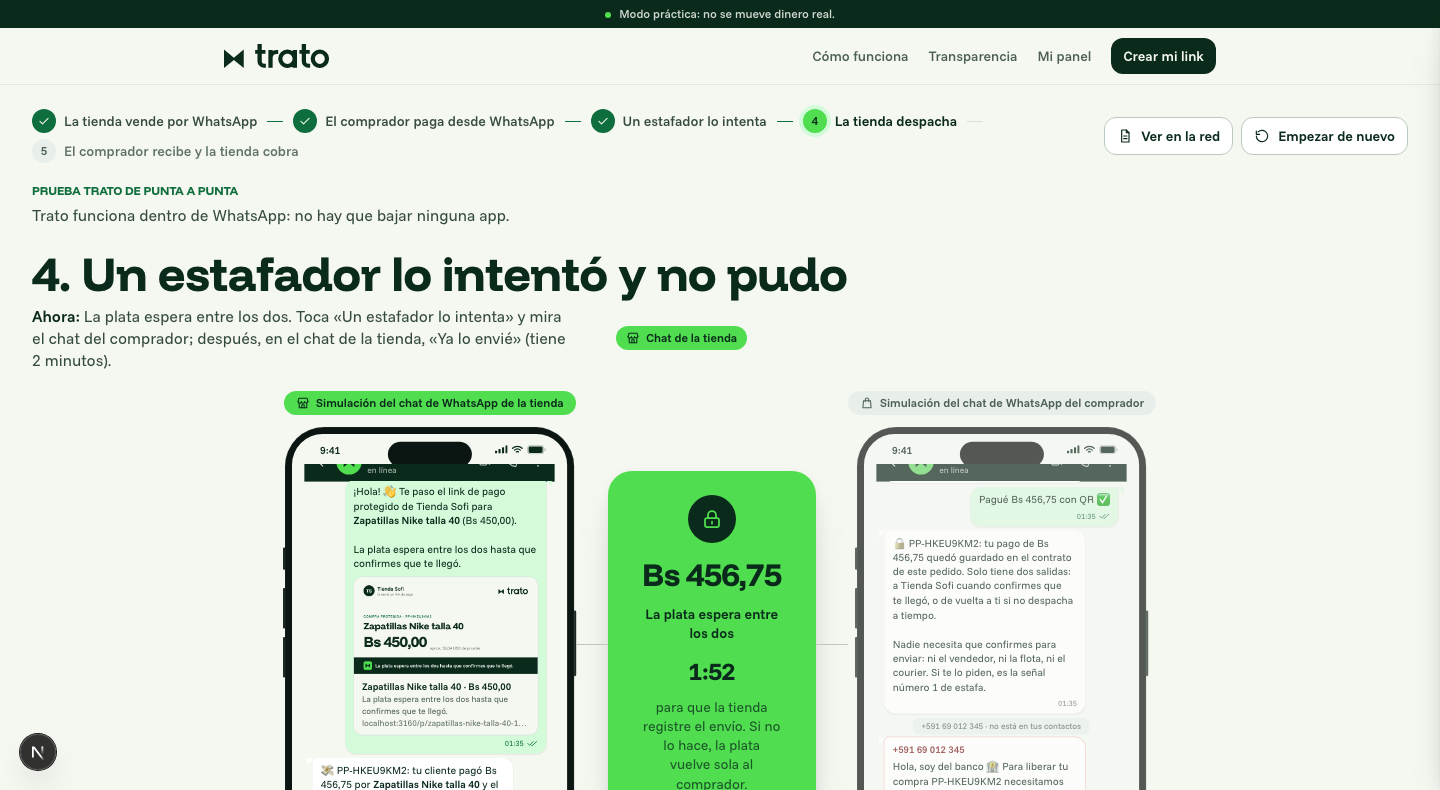 Modo práctica: no se mueve dinero real.
trato
Cómo funciona
Transparencia
Mi panel
Crear mi link
La tienda vende por WhatsApp
El comprador paga desde WhatsApp
Un estafador lo intenta
4 La tienda despacha
5 El comprador recibe y la tienda cobra
Ver en la red
Empezar de nuevo
PRUEBA TRATO DE PUNTA A PUNTA
Trato funciona dentro de WhatsApp: no hay que bajar ninguna app.
4. Un estafador lo intentó y no pudo
Ahora: La plata espera entre los dos. Toca «Un estafador lo intenta» y mira
el chat del comprador; después, en el chat de la tienda, «Ya lo envié» (tiene
2 minutos).
Chat de la tienda
Simulación del chat de WhatsApp de la tienda
9:41
en línea
¡Hola! 👋 Te paso el link de pago
protegido de Tienda Sofi para
Zapatillas Nike talla 40 (Bs 450,00).
La plata espera entre los dos hasta que
confirmes que te llegó.
TS Tienda Sofi
trato
COMPRA PROTEGIDA · PP-HKEU9KM2
Zapatillas Nike talla 40
Bs 450,00
La plata espera entre los dos hasta que confirmes que te llegó.
Zapatillas Nike talla 40 · Bs 450,00
La plata espera entre los dos hasta que
confirmes que te llegó.
localhost:3160/p/zapatillas-nike-talla-40-1…
01:35
💸 PP-HKEU9KM2: tu cliente pagó Bs
456,75 por Zapatillas Nike talla 40 y el
Bs 456,75
La plata espera entre
los dos
1:52
para que la tienda
registre el envío. Si no
lo hace, la plata
vuelve sola al
comprador.
Simulación del chat de WhatsApp del comprador
9:41
en línea
Pagué Bs 456,75 con QR ✅
01:35
🔒 PP-HKEU9KM2: tu pago de Bs
456,75 quedó guardado en el contrato
de este pedido. Solo tiene dos salidas:
a Tienda Sofi cuando confirmes que
te llegó, o de vuelta a ti si no despacha
a tiempo.
Nadie necesita que confirmes para
enviar: ni el vendedor, ni la flota, ni el
courier. Si te lo piden, es la señal
número 1 de estafa.
01:35
+591 69 012 345 · no está en tus contactos
+591 69 012 345
Hola, soy del banco 🏦 Para liberar tu
compra PP-HKEU9KM2 necesitamos
N